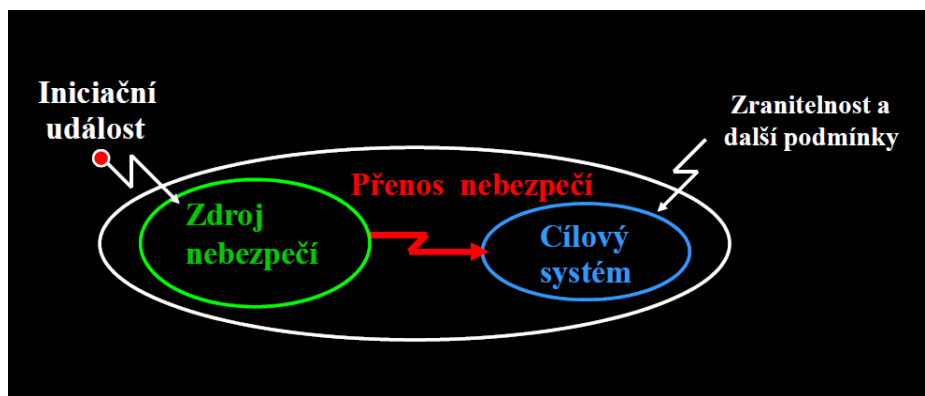 Iniciační
událost
Zranitelnost a
další podmínky
Přenos nebezpečí
Zdroj
nebezpečí
Cílový
systém